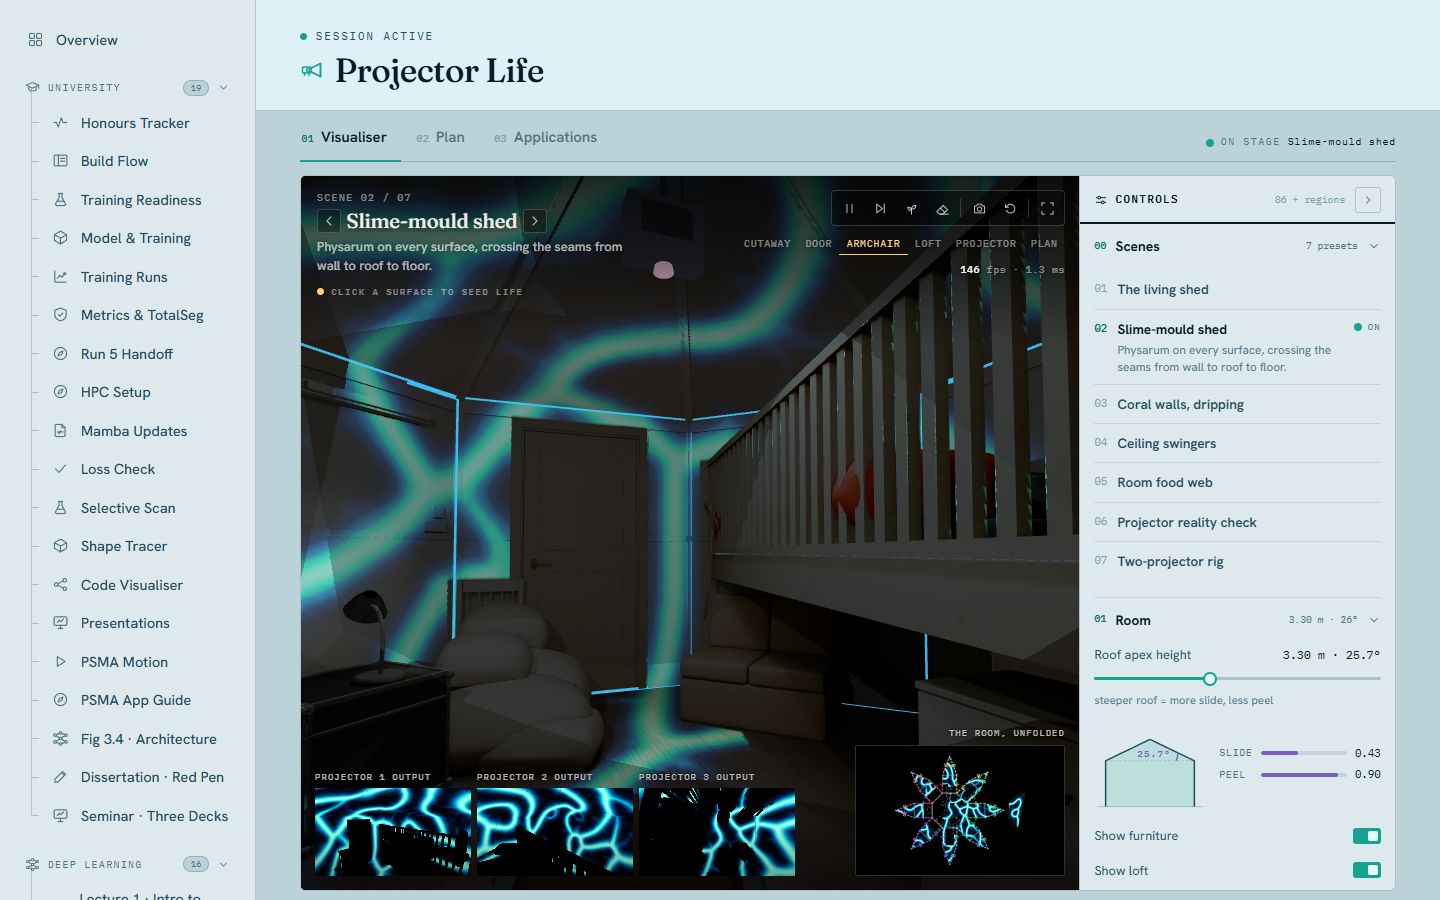 Overview
UNIVERSITY 19
Honours Tracker
Build Flow
Training Readiness
Model & Training
Training Runs
Metrics & TotalSeg
Run 5 Handoff
HPC Setup
Mamba Updates
Loss Check
Selective Scan
Shape Tracer
Code Visualiser
Presentations
PSMA Motion
PSMA App Guide
Fig 3.4 · Architecture
Dissertation · Red Pen
Seminar · Three Decks
DEEP LEARNING 16
Lecture 1 · Intro to
SESSION ACTIVE
Projector Life
01 Visualiser
02 Plan
03 Applications
ON STAGE Slime-mould shed
SCENE 02 / 07
Slime-mould shed
Physarum on every surface, crossing the seams from
wall to roof to floor.
CLICK A SURFACE TO SEED LIFE
CUTAWAY DOOR ARMCHAIR LOFT PROJECTOR PLAN
146 fps · 1.3 ms
PROJECTOR 1 OUTPUT
PROJECTOR 2 OUTPUT
PROJECTOR 3 OUTPUT
THE ROOM, UNFOLDED
CONTROLS 86 + regions
00 Scenes 7 presets
01 The living shed
02 Slime-mould shed ON
Physarum on every surface, crossing the
seams from wall to roof to floor.
03 Coral walls, dripping
04 Ceiling swingers
05 Room food web
06 Projector reality check
07 Two-projector rig
01 Room 3.30 m · 26°
Roof apex height 3.30 m · 25.7°
steeper roof = more slide, less peel
25.7°
SLIDE 0.43
PEEL 0.90
Show furniture
Show loft